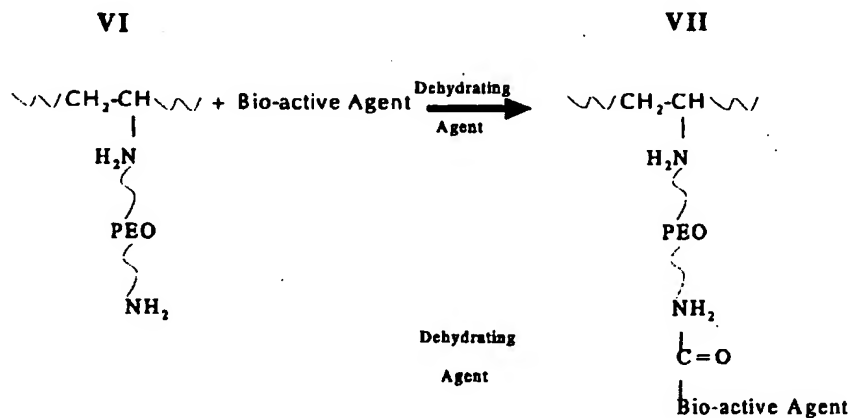 VI VII
Dehydrating
CH₂-CH + Bio-active Agent CH₂-CH
Agent
H₂N H₂N
PEO PEO
NH₂ NH₂
Dehydrating
C=O
Agent
Bio-active Agent